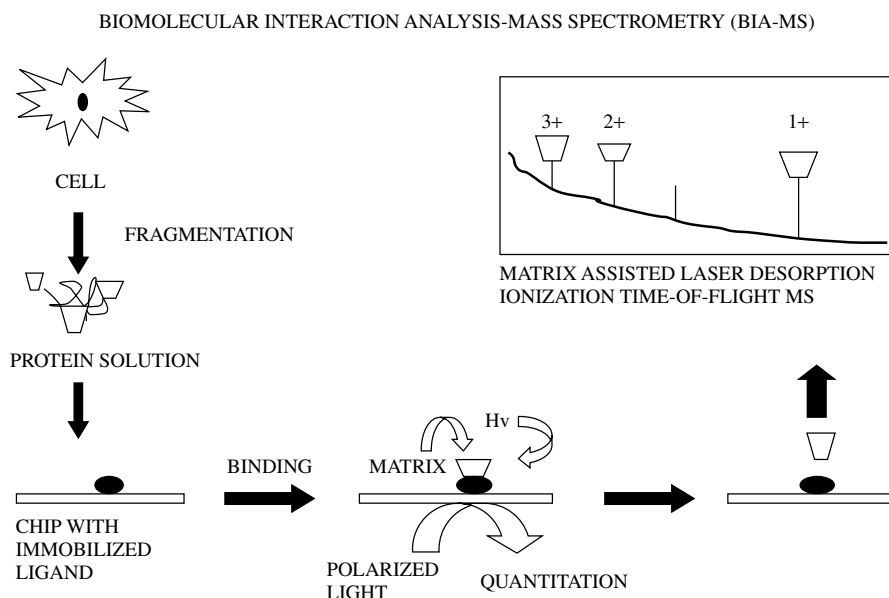 BIOMOLECULAR INTERACTION ANALYSIS-MASS SPECTROMETRY (BIA-MS)
3+
2+
1+
CELL
FRAGMENTATION
MATRIX ASSISTED LASER DESORPTION
IONIZATION TIME-OF-FLIGHT MS
PROTEIN SOLUTION
Hv
BINDING
MATRIX
CHIP WITH
IMMOBILIZED
LIGAND
POLARIZED
LIGHT
QUANTITATION